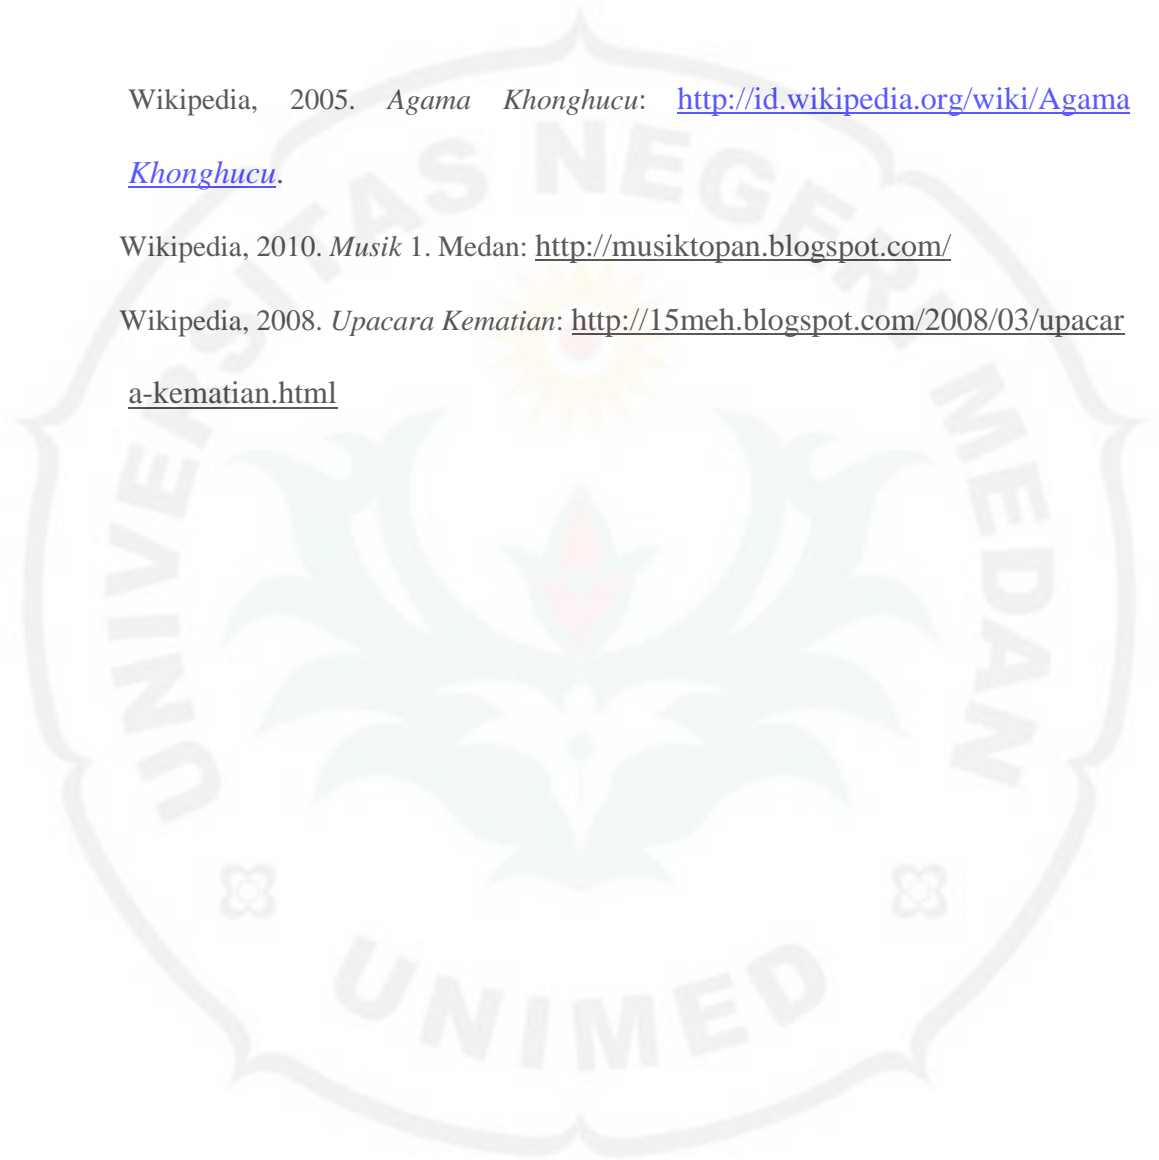 Wikipedia, 2005. Agama Khonghucu: http://id.wikipedia.org/wiki/Agama
Khonghucu.
Wikipedia, 2010. Musik 1. Medan: http://musiktopan.blogspot.com/
Wikipedia, 2008. Upacara Kematian: http://15meh.blogspot.com/2008/03/upacar
a-kematian.html
UNIVERSITAS NEGERI MEDAN
UNIMED